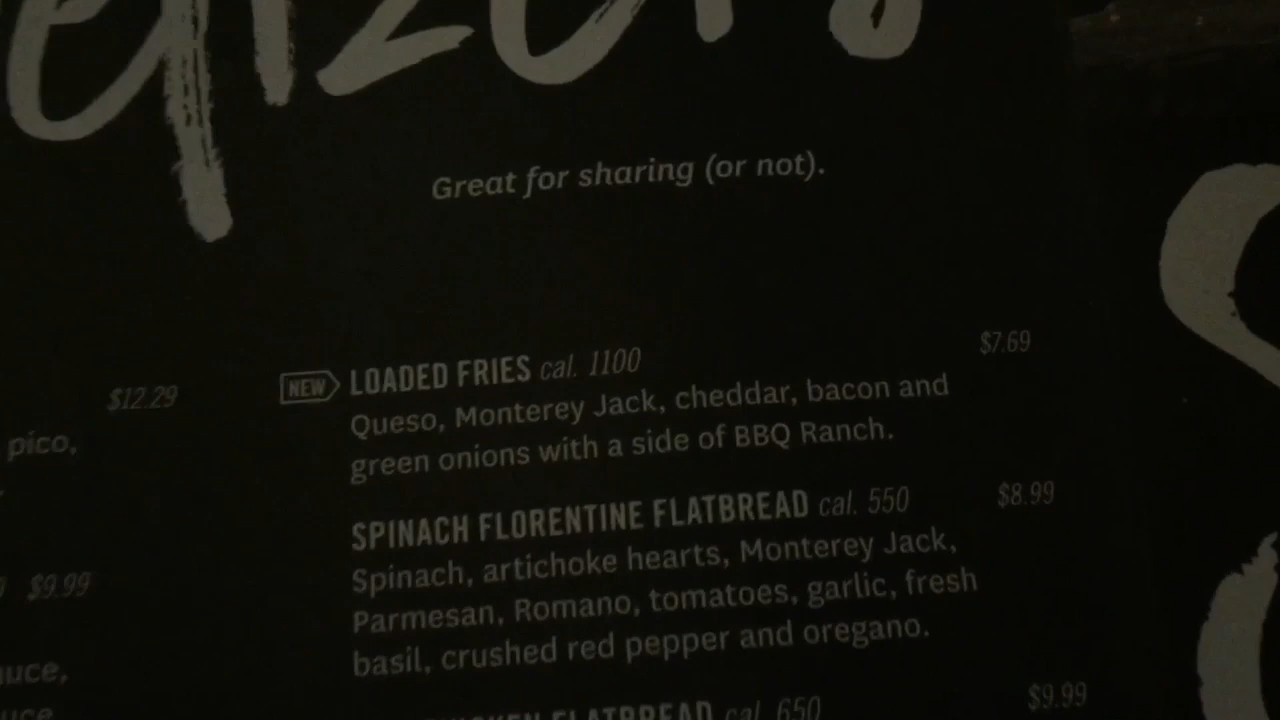 Great for sharing (or not).
$12.29
pico,
$9.99
NEW LOADED FRIES cal. 1100 $7.69
Queso, Monterey Jack, cheddar, bacon and
green onions with a side of BBQ Ranch.
SPINACH FLORENTINE FLATBREAD cal. 550 $8.99
Spinach, artichoke hearts, Monterey Jack,
Parmesan, Romano, tomatoes, garlic, fresh
basil, crushed red pepper and oregano.
FLATBREAD cal. 650 $9.99